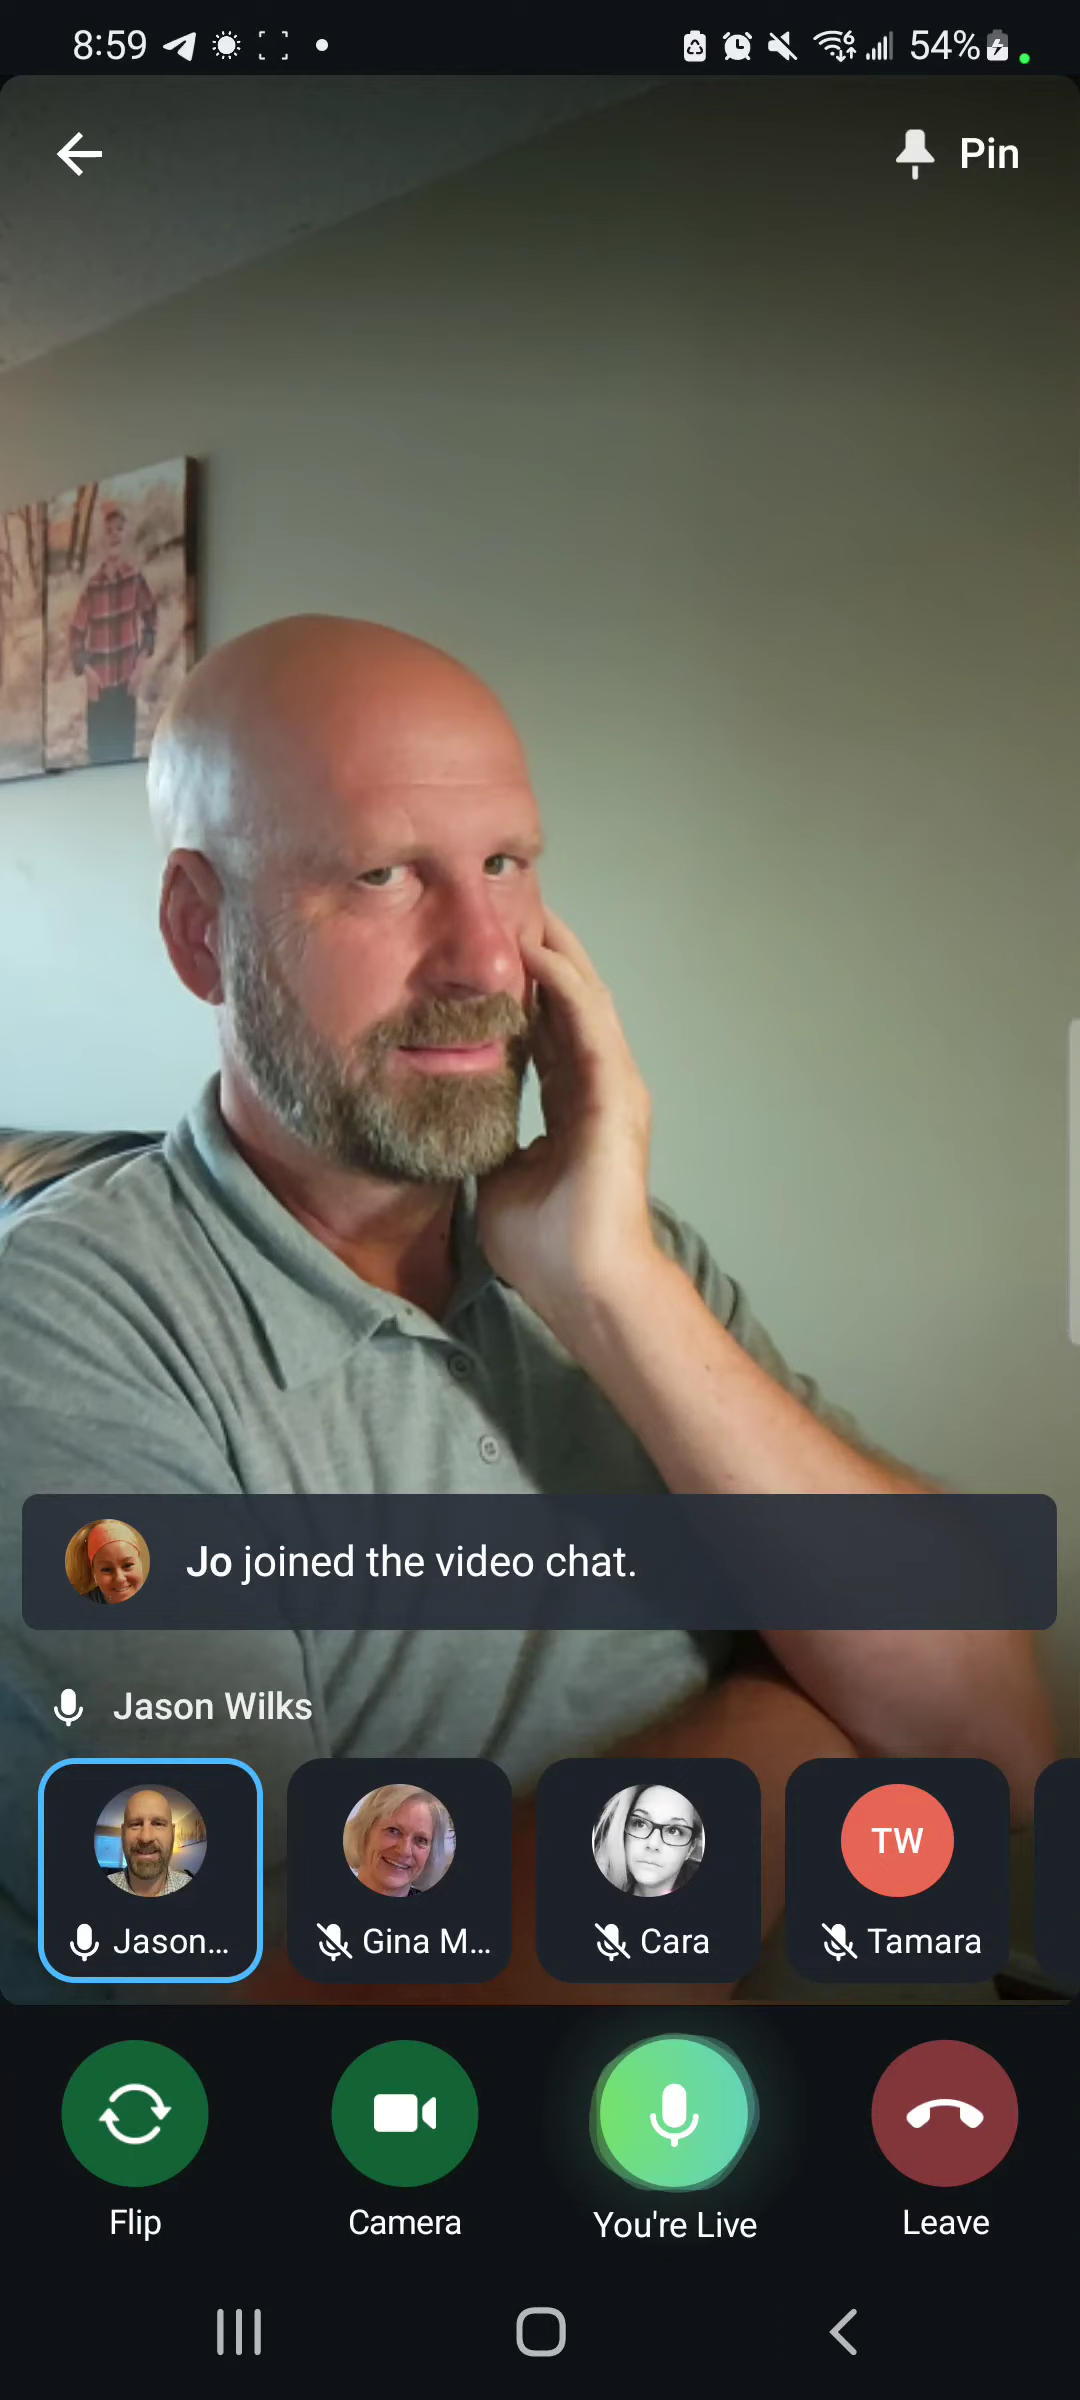 8:59
54%
Pin
Jo joined the video chat.
Jason Wilks
Jason...
Gina M...
Cara
TW
Tamara
Flip
Camera
You're Live
Leave